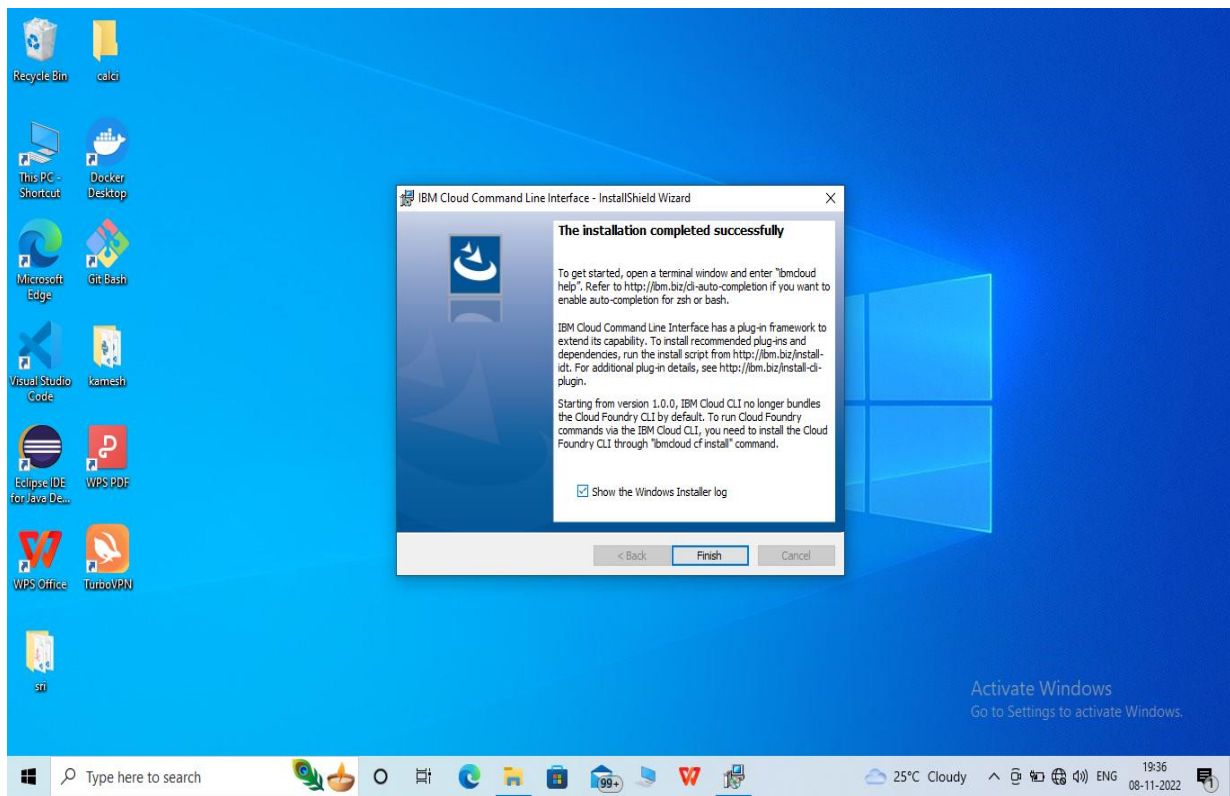 Recycle Bin
calci
This PC -
Shortcut
Docker
Desktop
Microsoft
Edge
Git Bash
Visual Studio
Code
kamesh
Eclipse IDE
for Java De...
WPS PDF
WPS Office
TurboVPN
sri
IBM Cloud Command Line Interface - InstallShield Wizard
The installation completed successfully
To get started, open a terminal window and enter "ibmcloud
help". Refer to http://ibm.biz/cli-auto-completion if you want to
enable auto-completion for zsh or bash.
IBM Cloud Command Line Interface has a plug-in framework to
extend its capability. To install recommended plug-ins and
dependencies, run the install script from http://ibm.biz/install-
idt. For additional plug-in details, see http://ibm.biz/install-cli-
plugin.
Starting from version 1.0.0, IBM Cloud CLI no longer bundles
the Cloud Foundry CLI by default. To run Cloud Foundry
commands via the IBM Cloud CLI, you need to install the Cloud
Foundry CLI through "ibmcloud cf install" command.
Show the Windows Installer log
< Back
Finish
Cancel
Activate Windows
Go to Settings to activate Windows.
Type here to search
99+
25°C Cloudy
ENG
19:36
08-11-2022
1